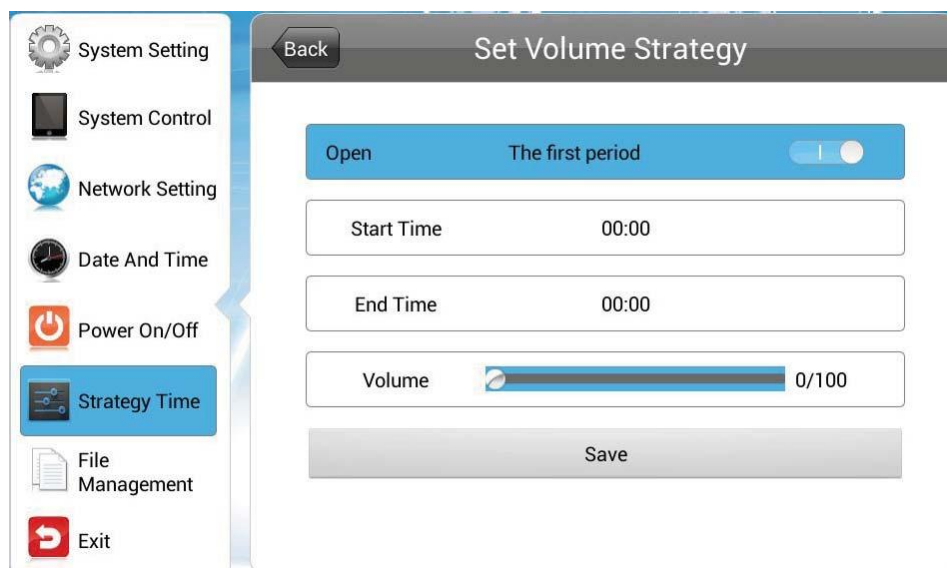 System Setting
System Control
Network Setting
Date And Time
Power On/Off
Strategy Time
File
Management
Exit
Back
Set Volume Strategy
Open The first period
Start Time 00:00
End Time 00:00
Volume 0/100
Save